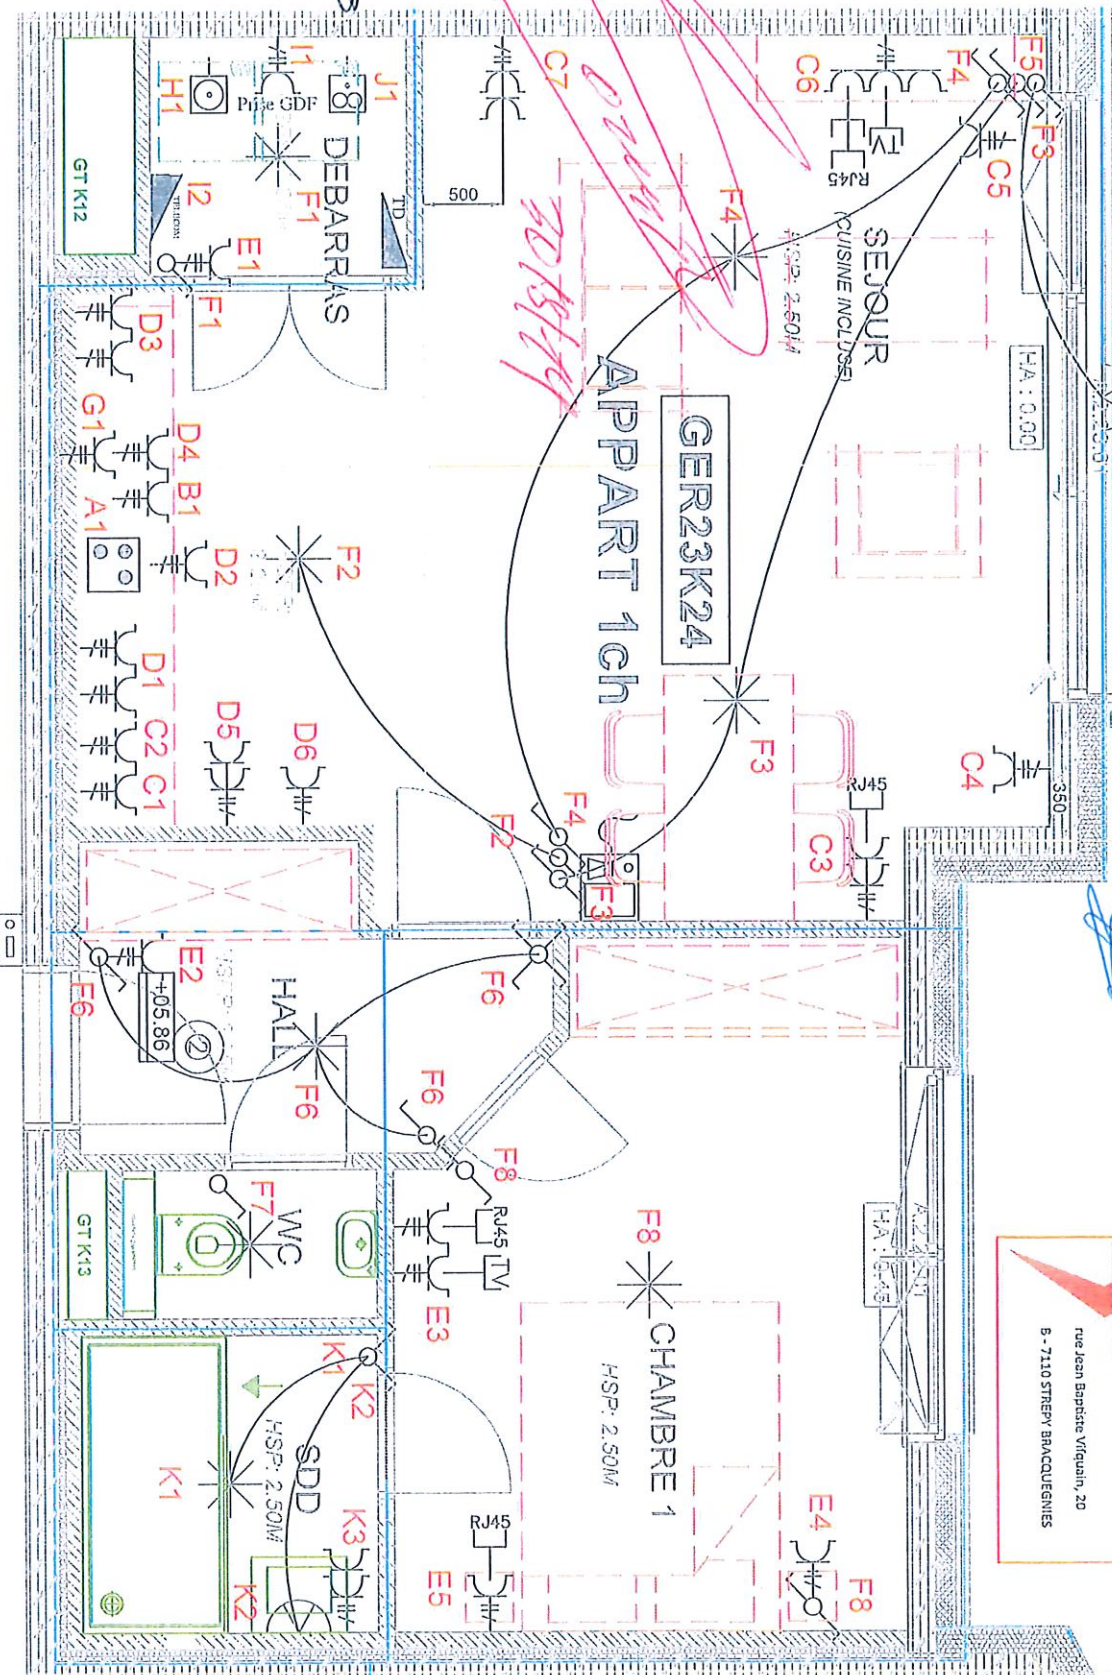 rue Jean Baptiste Vifquain, 20
B - 7110 STREPY BRACQUEGNIES
F5
F3
F4
C5
C6
TV
RJ45
C7
500
J1
I1
H1
Prise GDF
DEBARRAS
F1
TD
I2
E1
F1
GT K12
SEJOUR
(CUISINE INCLUSE)
HSP: 2.50M
HA : 0.00
F4
GER23K24
APPART 1ch
D3
G1
D4
B1
A1
D2
F2
D1
C2
C1
D5
D6
F3
C4
350
RJ45
C3
F4
F2
F3
F6
E2
F6
+05.86
2
HALL
F6
F6
F8
F7
WC
GT K13
RJ45
TV
E3
F8
CHAMBRE 1
HSP: 2.50M
K1
K2
SDD
HSP: 2.50M
K1
K3
K2
RJ45
E5
E4
F8